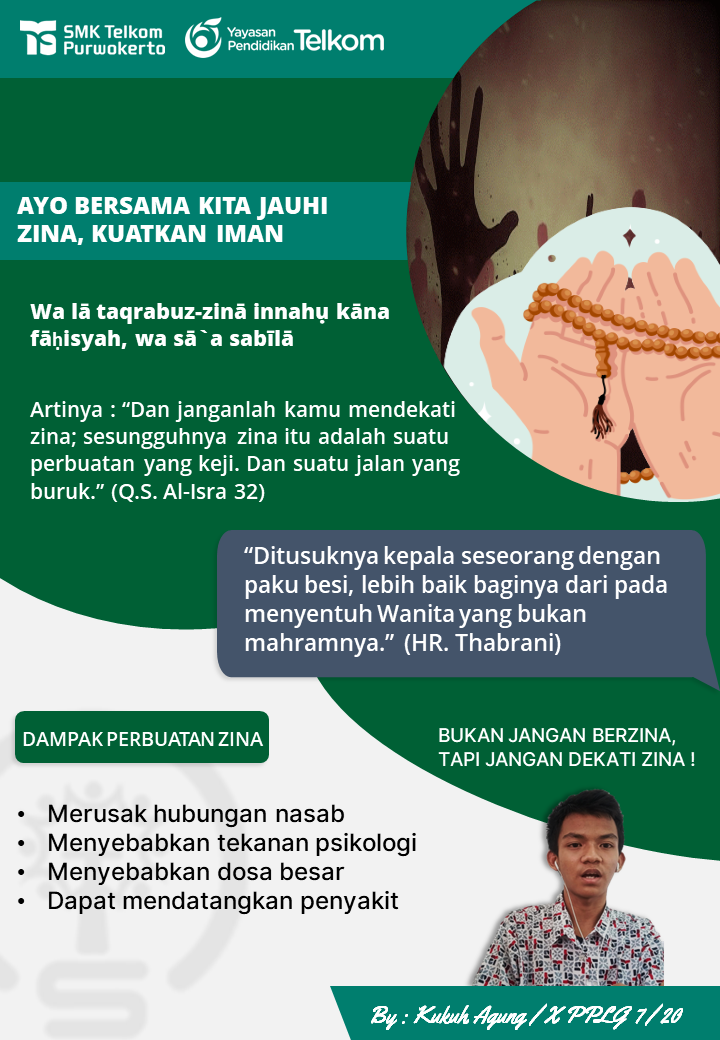 SMK Telkom
Purwokerto
Yayasan
Pendidikan Telkom
AYO BERSAMA KITA JAUHI
ZINA, KUATKAN IMAN
Wa lā taqrabuz-zinā innahụ kāna
fāḥisyah, wa sā`a sabīlā
Artinya : “Dan janganlah kamu mendekati
zina; sesungguhnya zina itu adalah suatu
perbuatan yang keji. Dan suatu jalan yang
buruk.” (Q.S. Al-Isra 32)
“Ditusuknya kepala seseorang dengan
paku besi, lebih baik baginya dari pada
menyentuh Wanita yang bukan
mahramnya.” (HR. Thabrani)
DAMPAK PERBUATAN ZINA
BUKAN JANGAN BERZINA,
TAPI JANGAN DEKATI ZINA !
• Merusak hubungan nasab
• Menyebabkan tekanan psikologi
• Menyebabkan dosa besar
• Dapat mendatangkan penyakit
By : Kukuh Agung / X PPLG 7 / 20